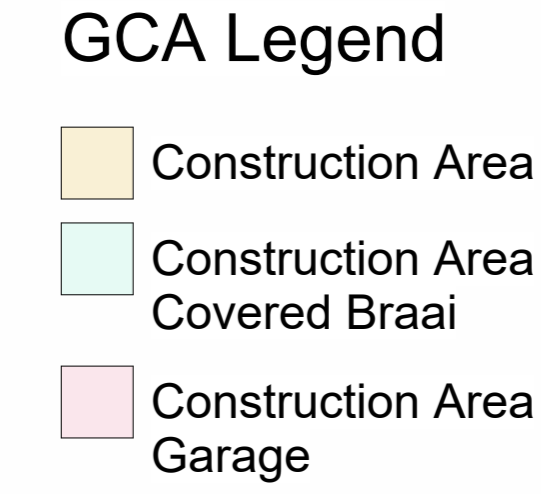 GCA Legend
Construction Area
Construction Area
Covered Braai
Construction Area
Garage